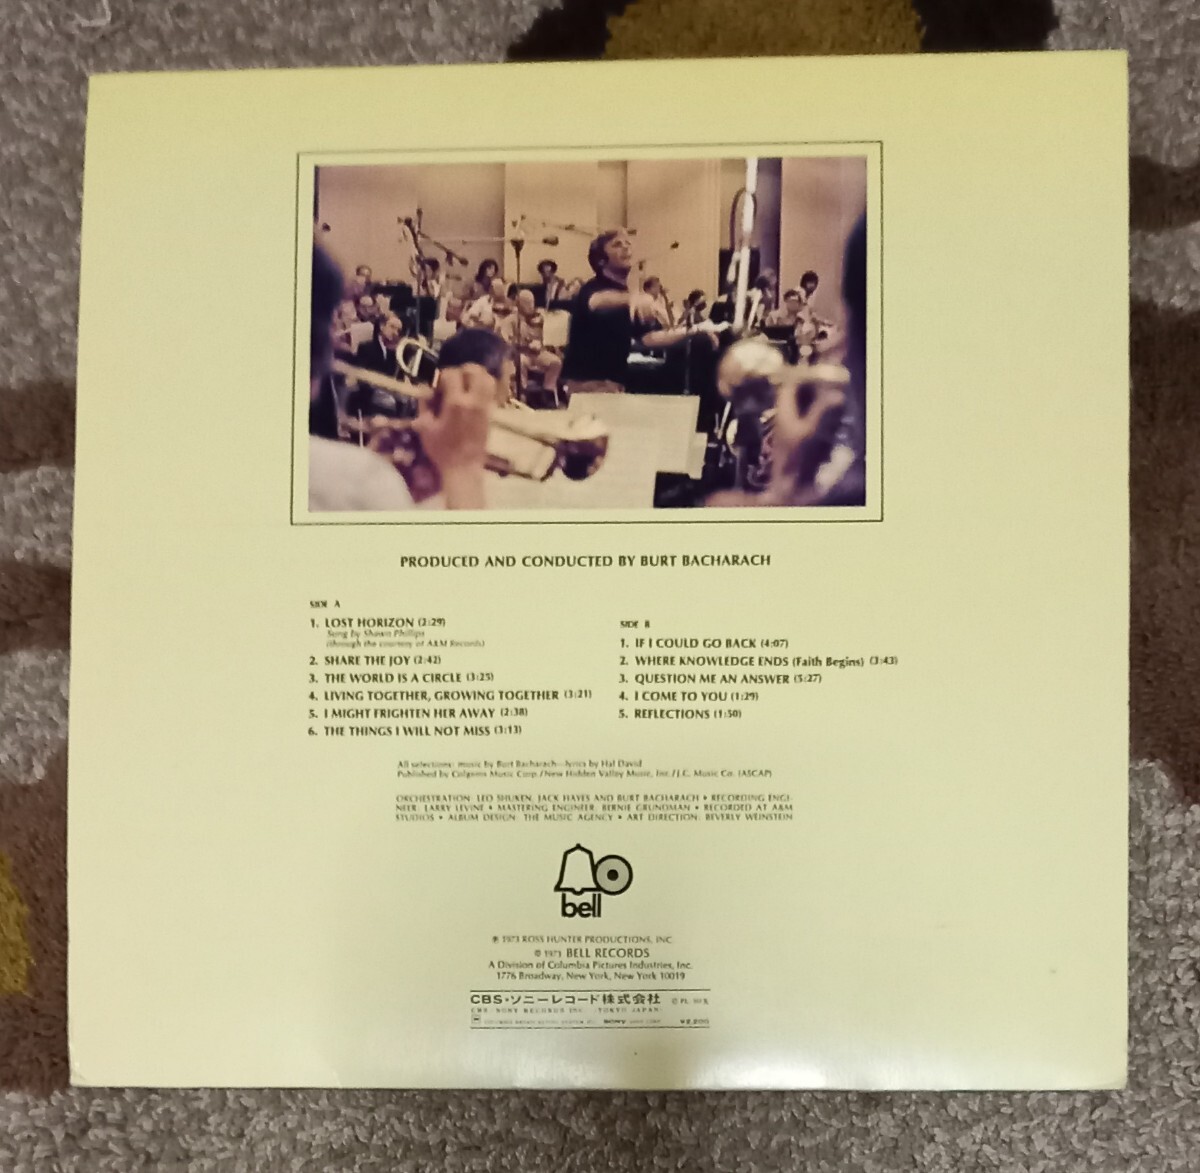 PRODUCED AND CONDUCTED BY BURT BACHARACH
SIDE A
1. LOST HORIZON (2:29)
Sung by Shawn Phillips
(through the courtesy of A&M Records)
2. SHARE THE JOY (2:42)
3. THE WORLD IS A CIRCLE (3:25)
4. LIVING TOGETHER, GROWING TOGETHER (3:21)
5. I MIGHT FRIGHTEN HER AWAY (2:38)
6. THE THINGS I WILL NOT MISS (3:13)
SIDE B
1. IF I COULD GO BACK (4:07)
2. WHERE KNOWLEDGE ENDS (Faith Begins) (3:43)
3. QUESTION ME AN ANSWER (5:27)
4. I COME TO YOU (1:29)
5. REFLECTIONS (1:50)
All selections: music by Burt Bacharach—lyrics by Hal David
Published by Colgems Music Corp./New Hidden Valley Music, Inc./J.C. Music Co. (ASCAP)
ORCHESTRATION: LEO SHUKEN, JACK HAYES AND BURT BACHARACH • RECORDING ENGI-
NEER: LARRY LEVINE • MASTERING ENGINEER: BERNIE GRUNDMAN • RECORDED AT A&M
STUDIOS • ALBUM DESIGN: THE MUSIC AGENCY • ART DIRECTION: BEVERLY WEINSTEIN
bell
℗ 1973 ROSS HUNTER PRODUCTIONS, INC.
© 1973 BELL RECORDS
A Division of Columbia Pictures Industries, Inc.
1776 Broadway, New York, New York 10019
CBS・ソニーレコード株式会社
CBS/SONY RECORDS INC. (TOKYO JAPAN)
SONY ¥2,200